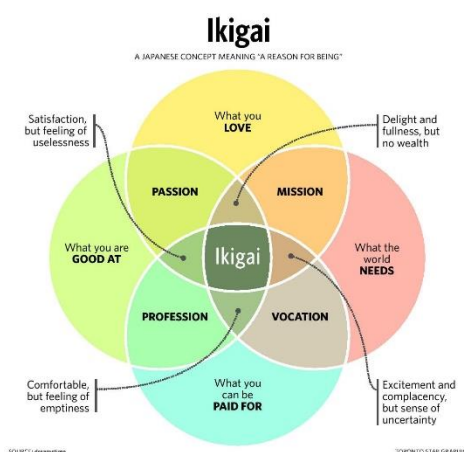 Ikigai
A JAPANESE CONCEPT MEANING "A REASON FOR BEING"
Satisfaction,
but feeling of
uselessness
What you
LOVE
Delight and
fullness, but
no wealth
PASSION
MISSION
What you are
GOOD AT
Ikigai
What the
world
NEEDS
PROFESSION
VOCATION
Comfortable,
but feeling of
emptiness
What you
can be
PAID FOR
Excitement and
complacency,
but sense of
uncertainty